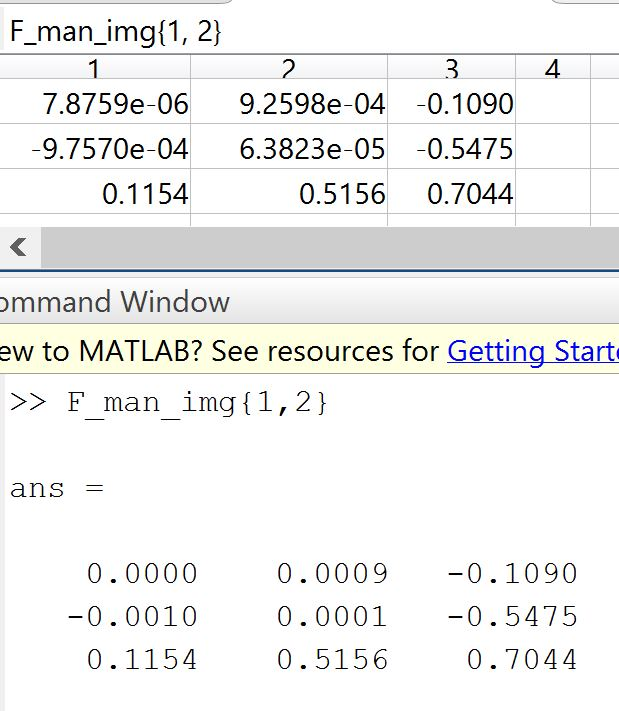 F_man_img{1, 2}
1 2 3 4
7.8759e-06 9.2598e-04 -0.1090
-9.7570e-04 6.3823e-05 -0.5475
0.1154 0.5156 0.7044
ommand Window
ew to MATLAB? See resources for Getting Starte
>> F_man_img{1,2}
ans =
0.0000 0.0009 -0.1090
-0.0010 0.0001 -0.5475
0.1154 0.5156 0.7044